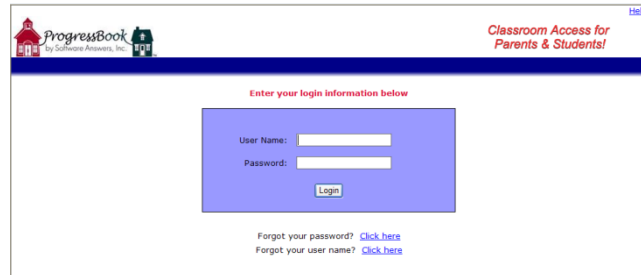 Hel
ProgressBook
by Software Answers, Inc.
Classroom Access for
Parents & Students!
Enter your login information below
User Name:
Password:
Login
Forgot your password? Click here
Forgot your user name? Click here